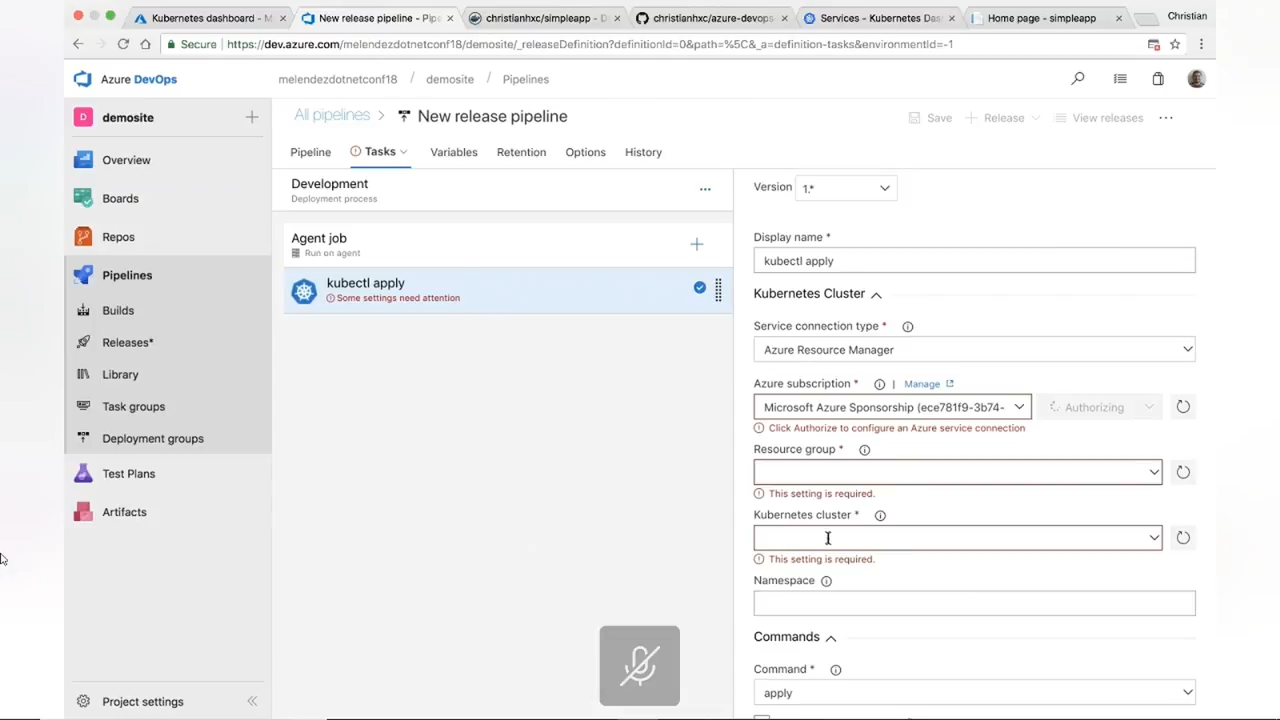 Kubernetes dashboard - M
New release pipeline - Pip
christianhxc/simpleapp - D
christianhxc/azure-devops
Services - Kubernetes Das
Home page - simpleapp
Christian
Secure https://dev.azure.com/melendezdotnetconf18/demosite/_releaseDefinition?definitionId=0&path=%5C&_a=definition-tasks&environmentId=-1
Azure DevOps
melendezdotnetconf18 / demosite / Pipelines
D demosite
All pipelines > New release pipeline
Save
Release
View releases
Overview
Boards
Repos
Pipelines
Builds
Releases*
Library
Task groups
Deployment groups
Test Plans
Artifacts
Project settings
Pipeline
Tasks
Variables
Retention
Options
History
Development
Deployment process
Agent job
Run on agent
kubectl apply
Some settings need attention
Version 1.*
Display name *
kubectl apply
Kubernetes Cluster
Service connection type *
Azure Resource Manager
Azure subscription * | Manage
Microsoft Azure Sponsorship (ece781f9-3b74-
Authorizing
Click Authorize to configure an Azure service connection
Resource group *
This setting is required.
Kubernetes cluster *
This setting is required.
Namespace
Commands
Command *
apply